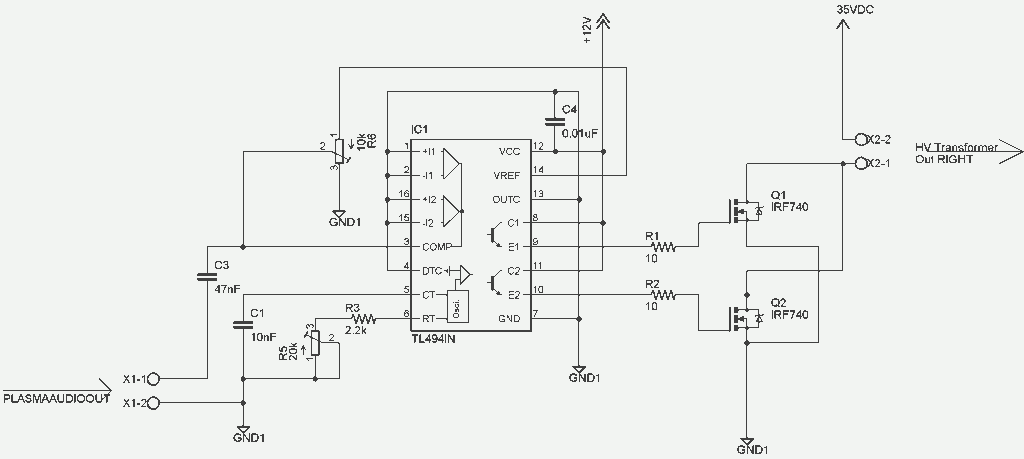 35VDC
+12V
C4
0.01uF
1
2
3
10k
R6
GND1
IC1
1 +I1 VCC 12
2 -I1 VREF 14
16 +I2 OUTC 13
15 -I2 C1 8
3 COMP E1 9
4 DTC C2 11
5 CT E2 10
6 RT GND 7
Oscil.
TL494IN
X2-2
X2-1
HV Transformer
Out RIGHT
Q1
IRF740
R1
10
R2
10
Q2
IRF740
C3
47nF
C1
10nF
R3
2.2k
3
2
1
R5
20k
X1-1
X1-2
PLASMAAUDIOOUT
GND1
GND1
GND1